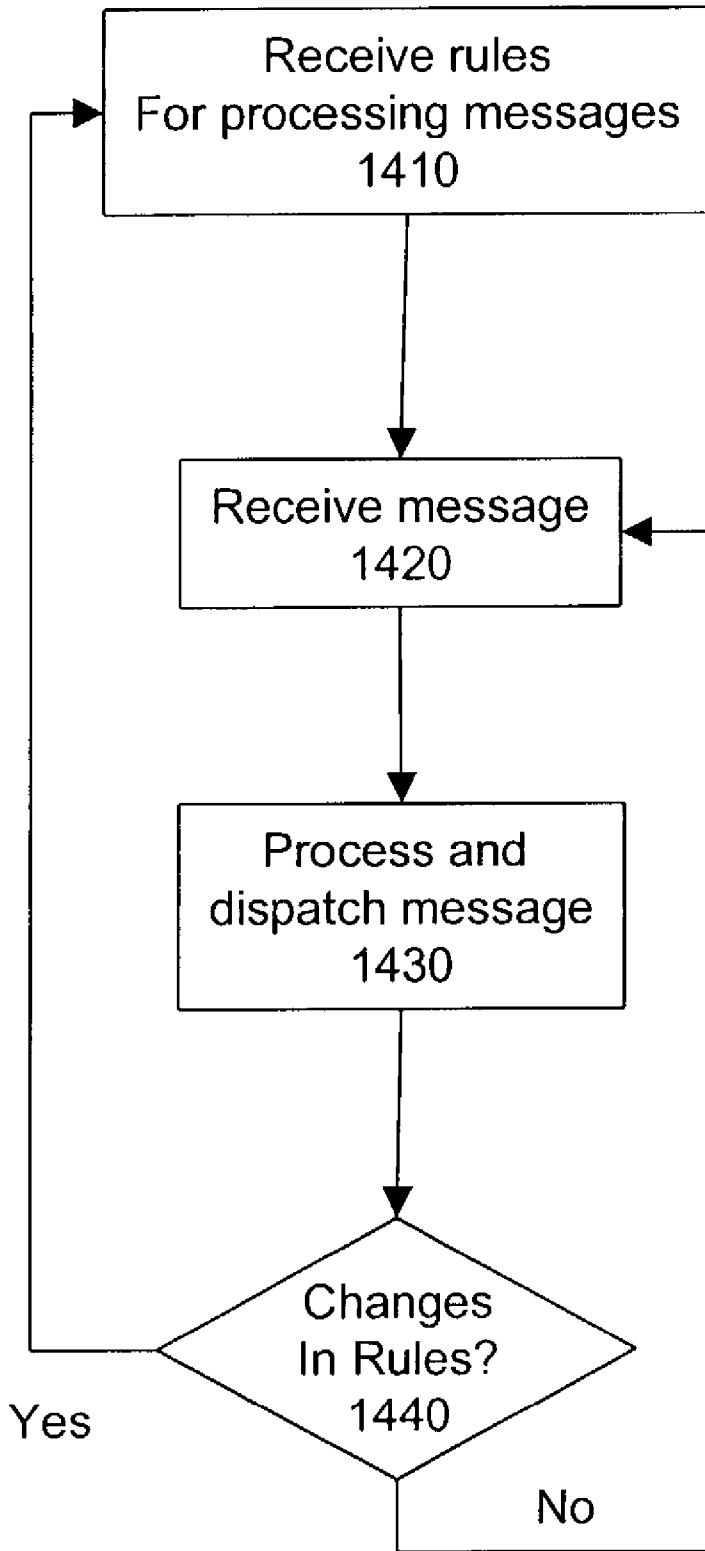 Receive rules
For processing messages
1410
Receive message
1420
Process and
dispatch message
1430
Changes
In Rules?
1440
Yes
No